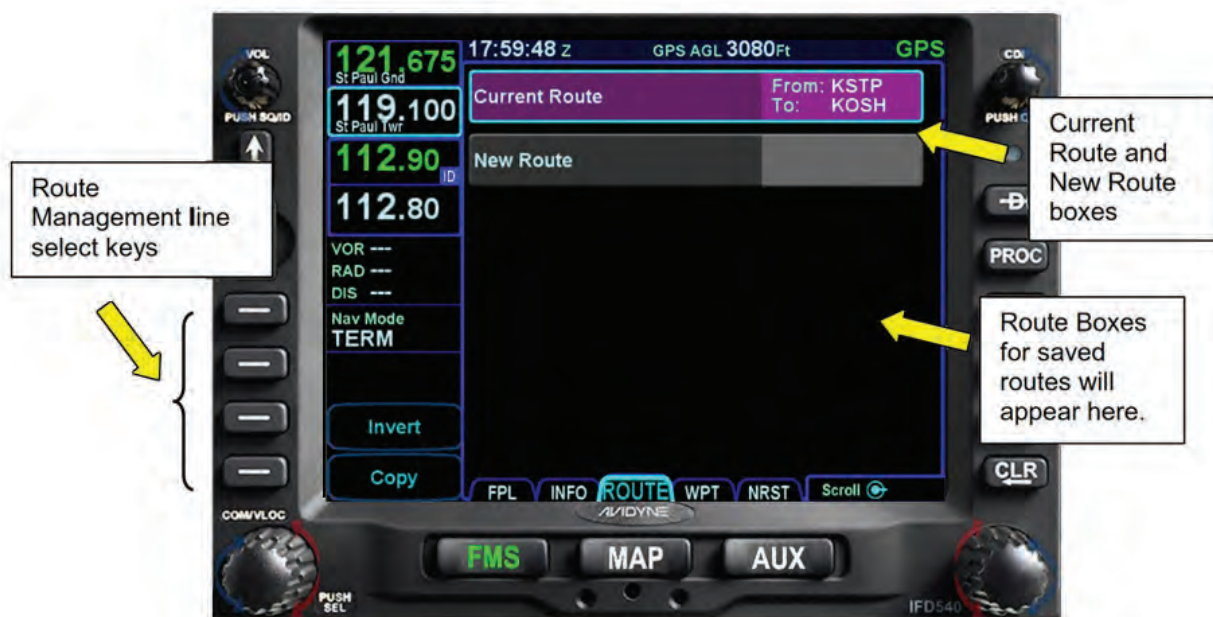 VOL
PUSH SQ/ID
121.675
St Paul Gnd
119.100
St Paul Twr
112.90
ID
112.80
VOR ---
RAD ---
DIS ---
Nav Mode
TERM
Invert
Copy
17:59:48 Z GPS AGL 3080Ft GPS
Current Route
From: KSTP
To: KOSH
New Route
FPL INFO ROUTE WPT NRST Scroll
AVIDYNE
FMS MAP AUX
COM/VLOC
PUSH
SEL
IFD540
CDI
PUSH
D
PROC
CLR
Route
Management line
select keys
Current
Route and
New Route
boxes
Route Boxes
for saved
routes will
appear here.